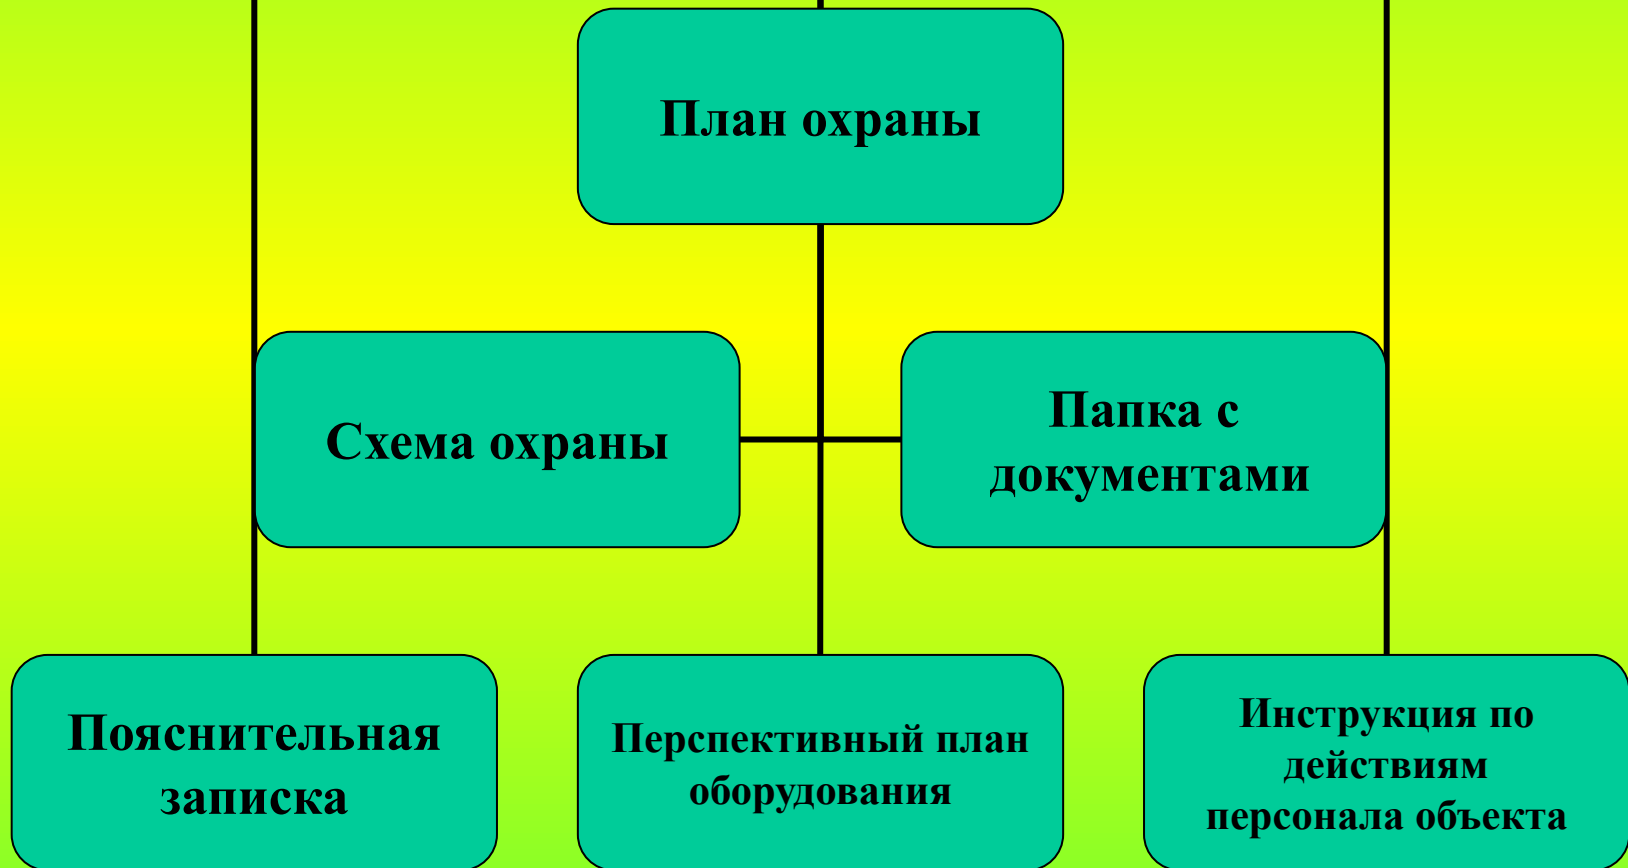 План охраны
Схема охраны
Папка с
документами
Пояснительная
записка
Перспективный план
оборудования
Инструкция по
действиям
персонала объекта